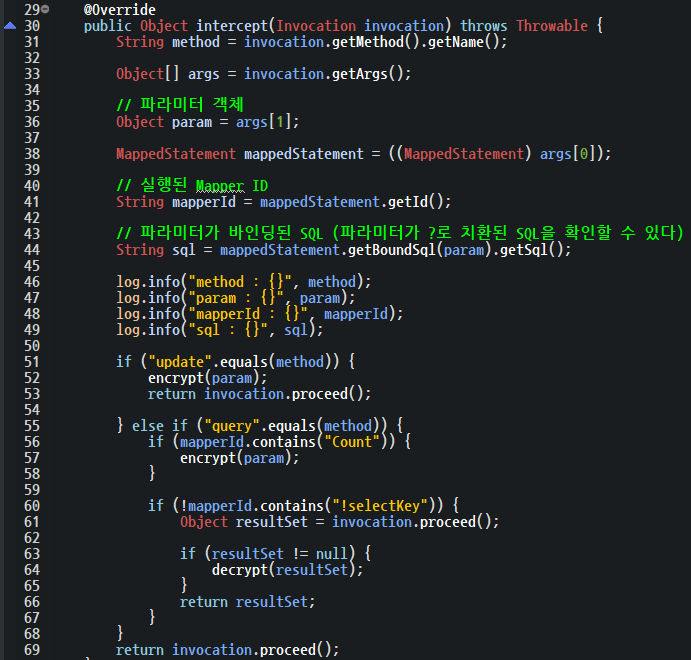 29 @Override
30 public Object intercept(Invocation invocation) throws Throwable {
31 String method = invocation.getMethod().getName();
32
33 Object[] args = invocation.getArgs();
34
35 // 파라미터 객체
36 Object param = args[1];
37
38 MappedStatement mappedStatement = ((MappedStatement) args[0]);
39
40 // 실행된 Mapper ID
41 String mapperId = mappedStatement.getId();
42
43 // 파라미터가 바인딩된 SQL (파라미터가 ?로 치환된 SQL을 확인할 수 있다)
44 String sql = mappedStatement.getBoundSql(param).getSql();
45
46 log.info("method : {}", method);
47 log.info("param : {}", param);
48 log.info("mapperId : {}", mapperId);
49 log.info("sql : {}", sql);
50
51 if ("update".equals(method)) {
52 encrypt(param);
53 return invocation.proceed();
54
55 } else if ("query".equals(method)) {
56 if (mapperId.contains("Count")) {
57 encrypt(param);
58 }
59
60 if (!mapperId.contains("!selectKey")) {
61 Object resultSet = invocation.proceed();
62
63 if (resultSet != null) {
64 decrypt(resultSet);
65 }
66 return resultSet;
67 }
68 }
69 return invocation.proceed();